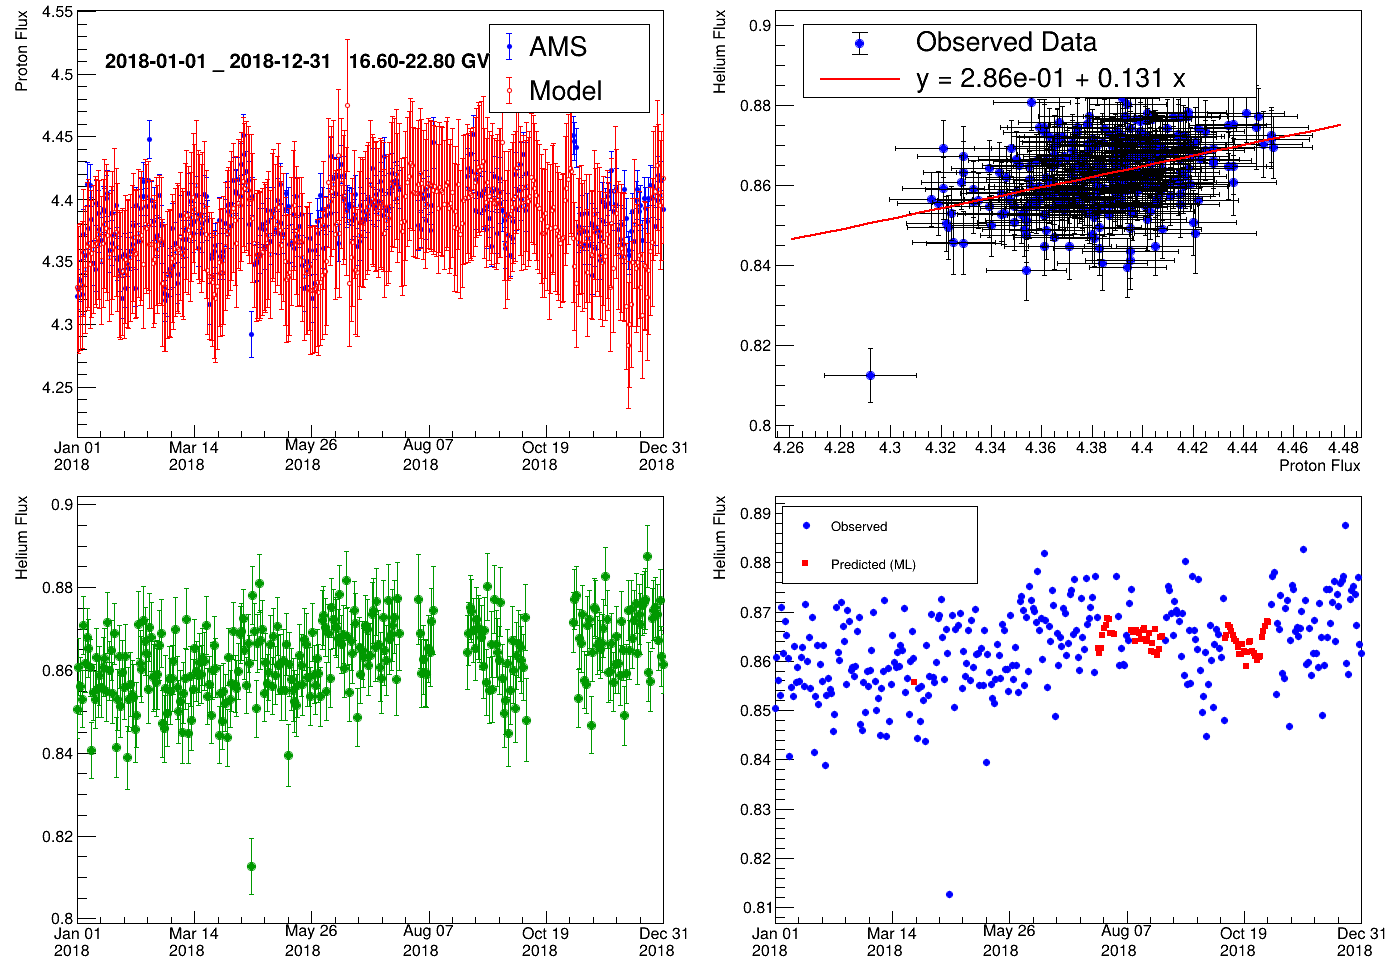 Proton Flux
4.55
4.5
4.45
4.4
4.35
4.3
4.25
2018-01-01 _ 2018-12-31 16.60-22.80 GV
AMS
Model
Jan 01
2018
Mar 14
2018
May 26
2018
Aug 07
2018
Oct 19
2018
Dec 31
2018
Helium Flux
0.9
0.88
0.86
0.84
0.82
0.8
Observed Data
y = 2.86e-01 + 0.131 x
4.26 4.28 4.3 4.32 4.34 4.36 4.38 4.4 4.42 4.44 4.46 4.48
Proton Flux
Helium Flux
0.9
0.88
0.86
0.84
0.82
0.8
Jan 01
2018
Mar 14
2018
May 26
2018
Aug 07
2018
Oct 19
2018
Dec 31
2018
Helium Flux
0.89
0.88
0.87
0.86
0.85
0.84
0.83
0.82
0.81
Observed
Predicted (ML)
Jan 01
2018
Mar 14
2018
May 26
2018
Aug 07
2018
Oct 19
2018
Dec 31
2018